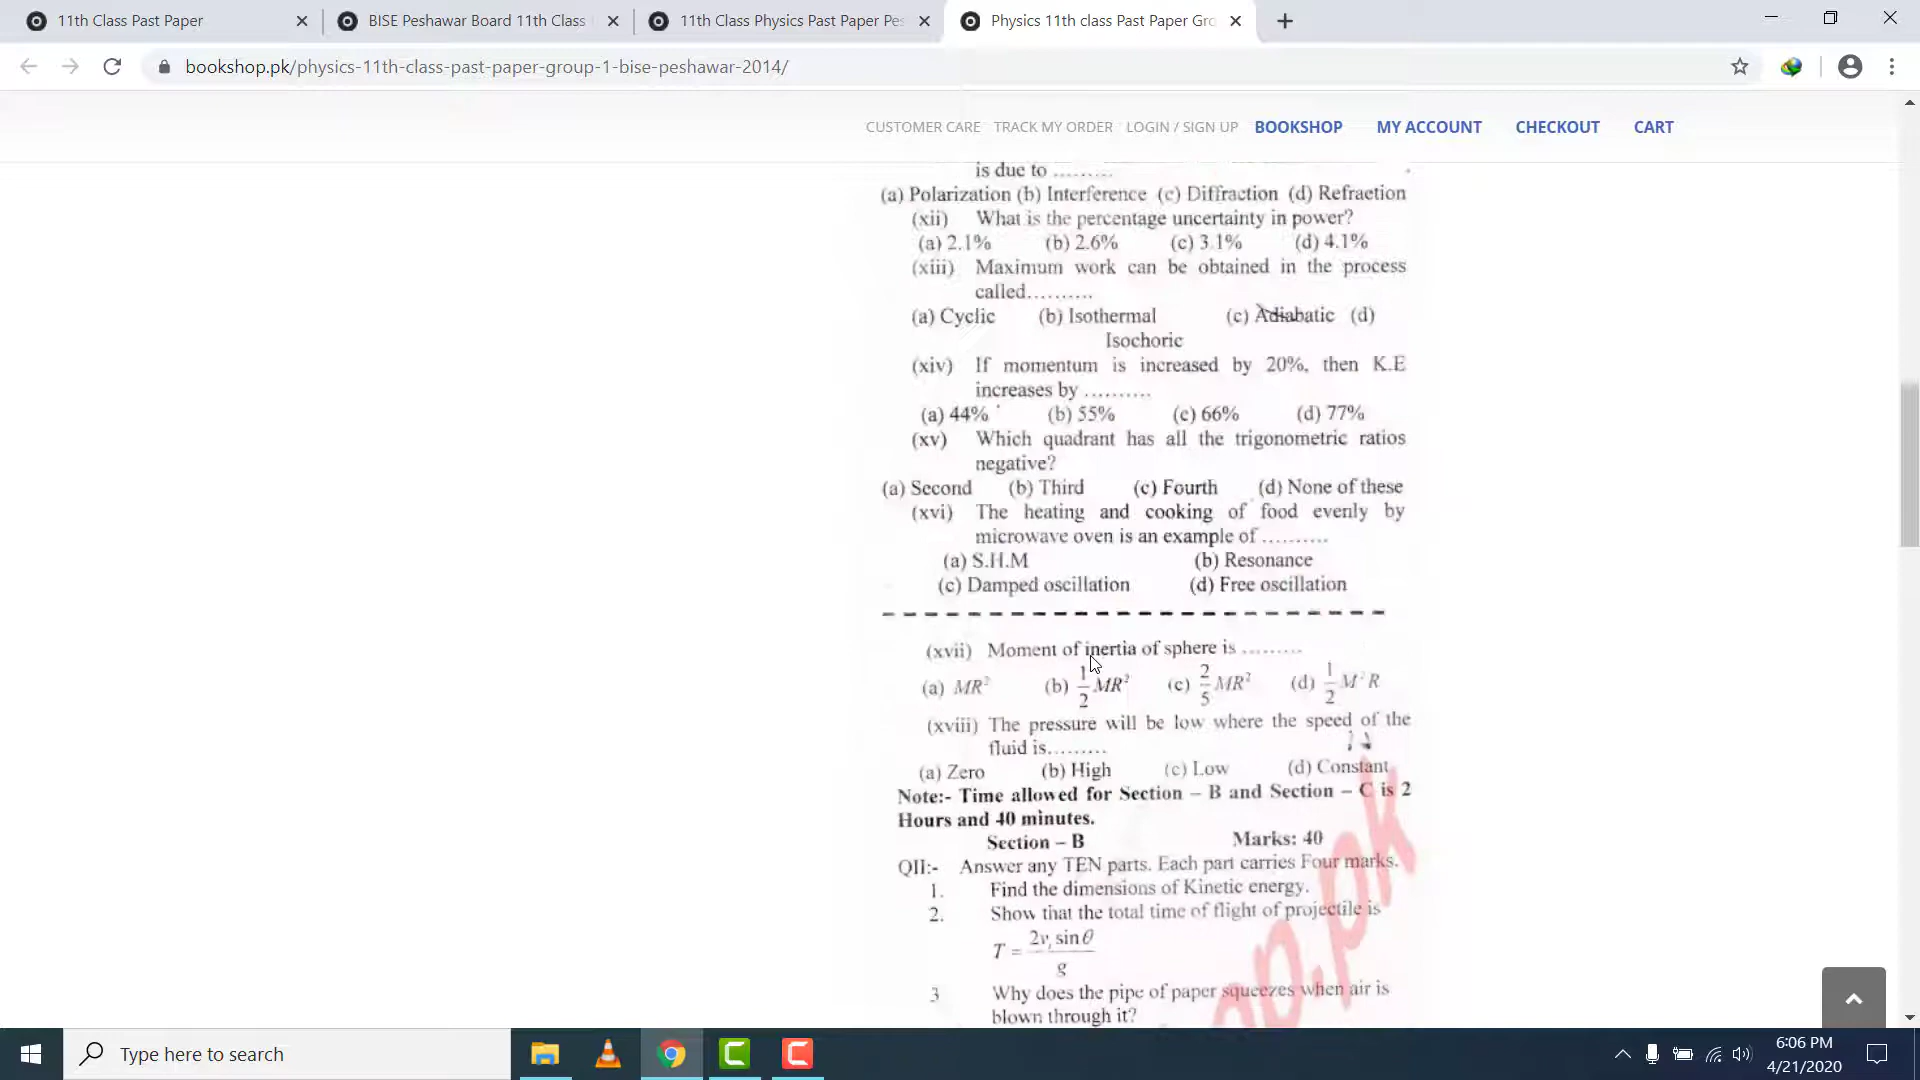 11th Class Past Paper
BISE Peshawar Board 11th Class
11th Class Physics Past Paper Pes
Physics 11th class Past Paper Gro
bookshop.pk/physics-11th-class-past-paper-group-1-bise-peshawar-2014/
CUSTOMER CARE TRACK MY ORDER LOGIN / SIGN UP BOOKSHOP MY ACCOUNT CHECKOUT CART
is due to .........
(a) Polarization (b) Interference (c) Diffraction (d) Refraction
(xii) What is the percentage uncertainty in power?
(a) 2.1% (b) 2.6% (c) 3.1% (d) 4.1%
(xiii) Maximum work can be obtained in the process
called..........
(a) Cyclic (b) Isothermal (c) Adiabatic (d)
Isochoric
(xiv) If momentum is increased by 20%, then K.E
increases by ..........
(a) 44% (b) 55% (c) 66% (d) 77%
(xv) Which quadrant has all the trigonometric ratios
negative?
(a) Second (b) Third (c) Fourth (d) None of these
(xvi) The heating and cooking of food evenly by
microwave oven is an example of ..........
(a) S.H.M (b) Resonance
(c) Damped oscillation (d) Free oscillation
(xvii) Moment of inertia of sphere is .........
(a) MR² (b) 1/2 MR² (c) 2/5 MR² (d) 1/2 M²R
(xviii) The pressure will be low where the speed of the
fluid is.........
(a) Zero (b) High (c) Low (d) Constant
Note:- Time allowed for Section – B and Section – C is 2
Hours and 40 minutes.
Section – B Marks: 40
QII:- Answer any TEN parts. Each part carries Four marks.
1. Find the dimensions of Kinetic energy.
2. Show that the total time of flight of projectile is
T = 2vᵢ sinθ / g
3 Why does the pipe of paper squeezes when air is
blown through it?
op.pk
Type here to search
6:06 PM
4/21/2020